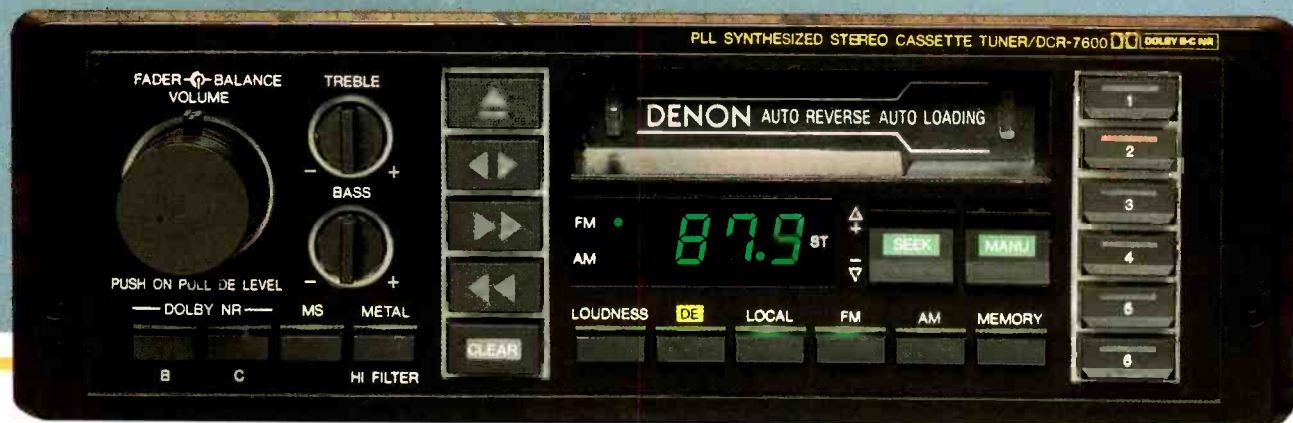 PLL SYNTHESIZED STEREO CASSETTE TUNER/DCR-7600 DOLBY B-C NR
FADER BALANCE
VOLUME
TREBLE
- +
BASS
- +
PUSH ON PULL DE LEVEL
DOLBY NR MS METAL
B C HI FILTER
CLEAR
DENON AUTO REVERSE AUTO LOADING
FM
AM
87.9 ST
+
-
SEEK MANU
LOUDNESS DE LOCAL FM AM MEMORY
1
2
3
4
5
6